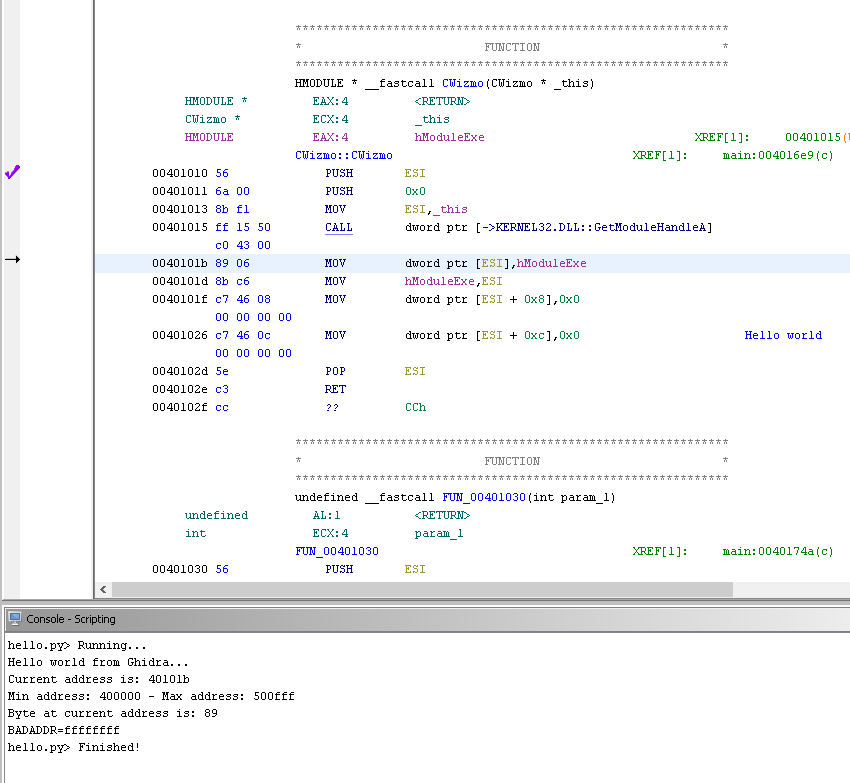 **************************************************************
* FUNCTION *
**************************************************************
HMODULE * __fastcall CWizmo(CWizmo * _this)
HMODULE * EAX:4 <RETURN>
CWizmo * ECX:4 _this
HMODULE EAX:4 hModuleExe XREF[1]: 00401015(
CWizmo::CWizmo XREF[1]: main:004016e9(c)
00401010 56 PUSH ESI
00401011 6a 00 PUSH 0x0
00401013 8b f1 MOV ESI,_this
00401015 ff 15 50 CALL dword ptr [->KERNEL32.DLL::GetModuleHandleA]
c0 43 00
0040101b 89 06 MOV dword ptr [ESI],hModuleExe
0040101d 8b c6 MOV hModuleExe,ESI
0040101f c7 46 08 MOV dword ptr [ESI + 0x8],0x0
00 00 00 00
00401026 c7 46 0c MOV dword ptr [ESI + 0xc],0x0 Hello world
00 00 00 00
0040102d 5e POP ESI
0040102e c3 RET
0040102f cc ?? CCh
**************************************************************
* FUNCTION *
**************************************************************
undefined __fastcall FUN_00401030(int param_1)
undefined AL:1 <RETURN>
int ECX:4 param_1
FUN_00401030 XREF[1]: main:0040174a(c)
00401030 56 PUSH ESI
Console - Scripting
hello.py> Running...
Hello world from Ghidra...
Current address is: 40101b
Min address: 400000 - Max address: 500fff
Byte at current address is: 89
BADADDR=ffffffff
hello.py> Finished!